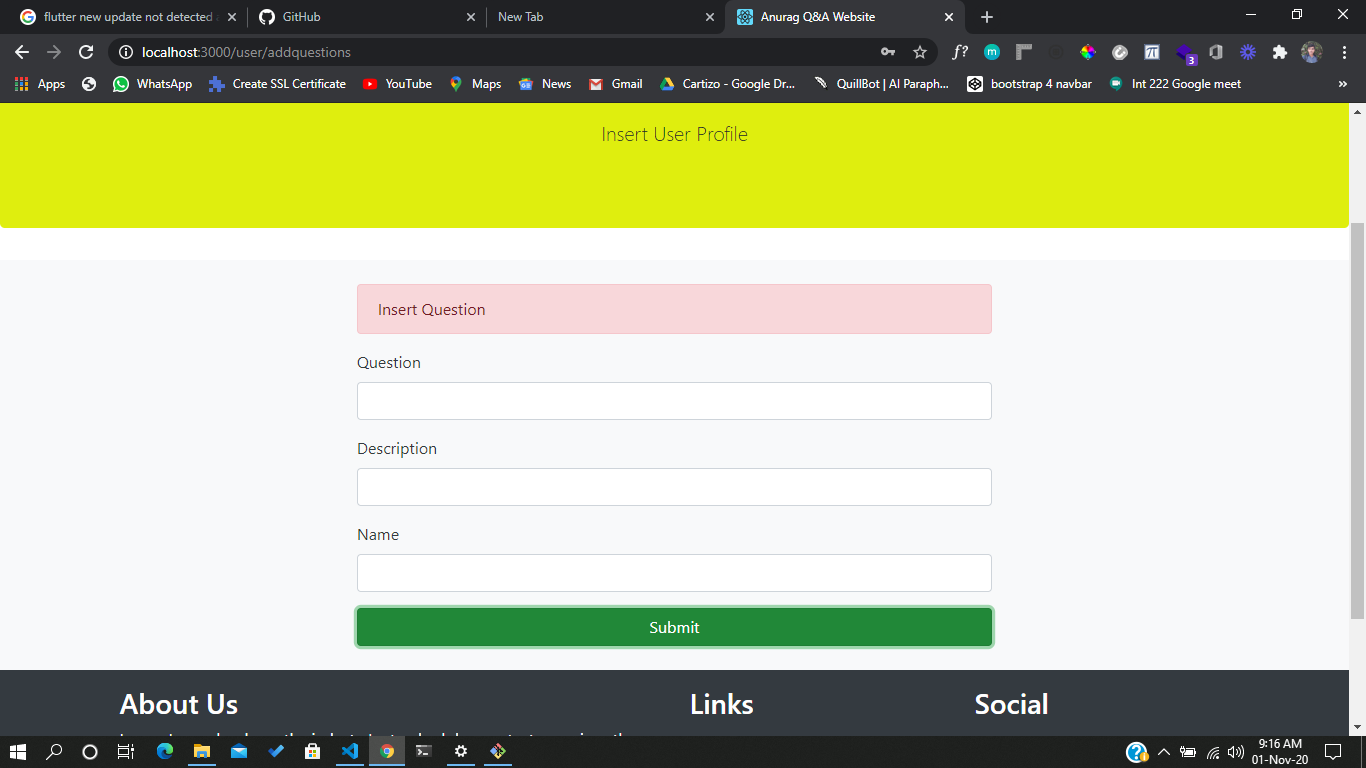 flutter new update not detected
GitHub
New Tab
Anurag Q&A Website
localhost:3000/user/addquestions
f?
m
3
Apps
WhatsApp
Create SSL Certificate
YouTube
Maps
News
Gmail
Cartizo - Google Dr...
QuillBot | AI Paraph...
bootstrap 4 navbar
Int 222 Google meet
»
Insert User Profile
Insert Question
Question
Description
Name
Submit
About Us
Links
Social
9:16 AM
01-Nov-20